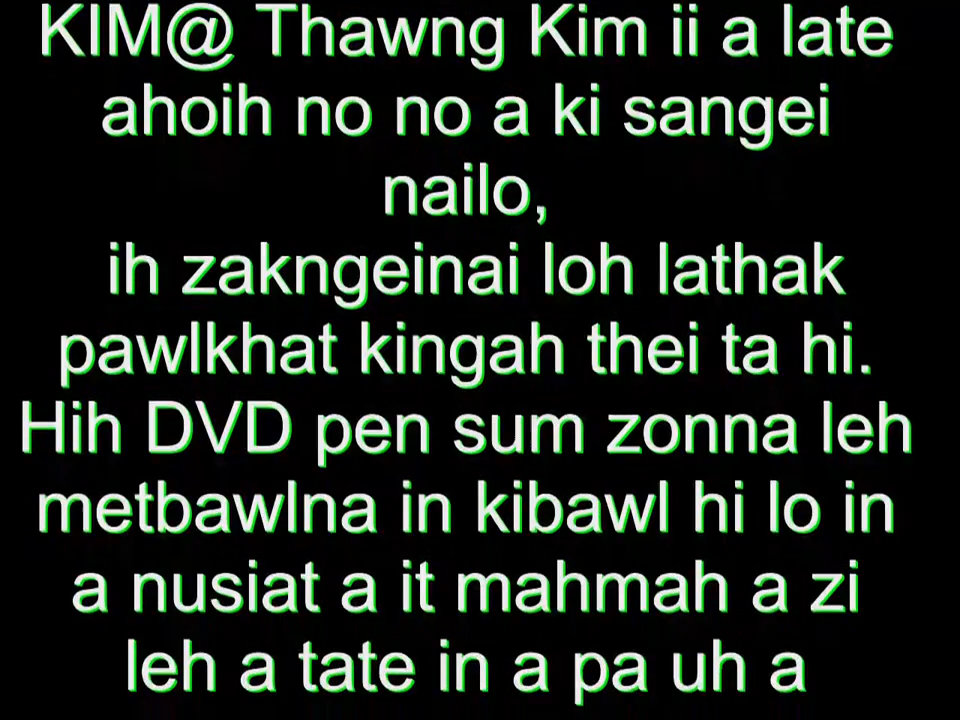 KIM@ Thawng Kim ii a late
ahoih no no a ki sangei
nailo,
ih zakngeinai loh lathak
pawlkhat kingah thei ta hi.
Hih DVD pen sum zonna leh
metbawlna in kibawl hi lo in
a nusiat a it mahmah a zi
leh a tate in a pa uh a